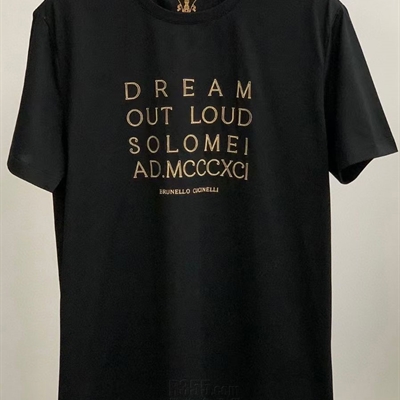 DREAM
OUT LOUD
SOLOMEI
AD.MCCCXCI
BRUNELLO CUCINELLI